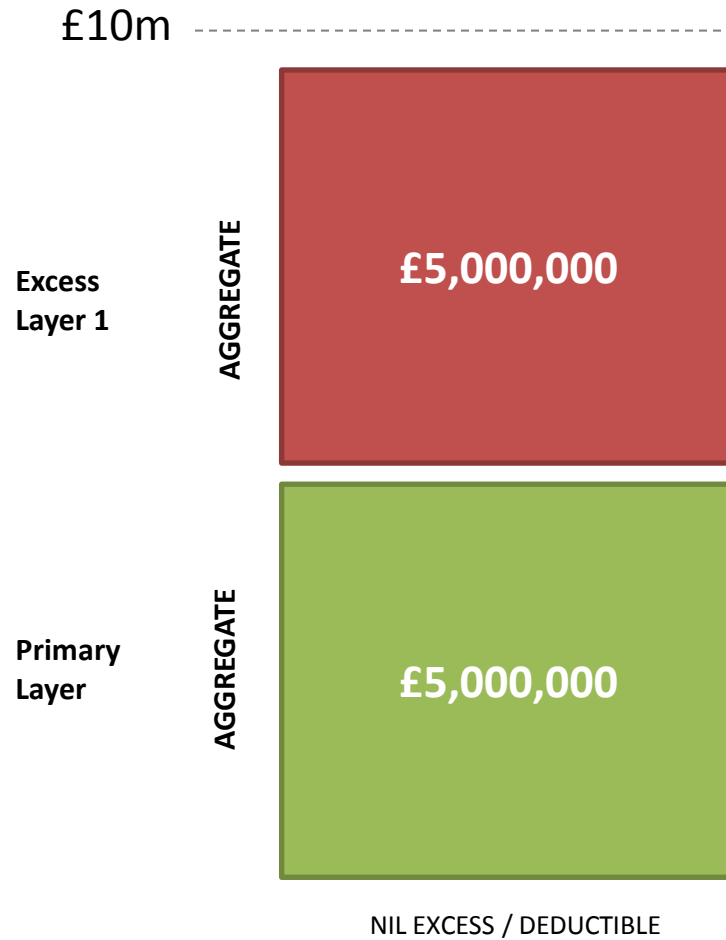 £10m
Excess
Layer 1
AGGREGATE
£5,000,000
Primary
Layer
AGGREGATE
£5,000,000
NIL EXCESS / DEDUCTIBLE